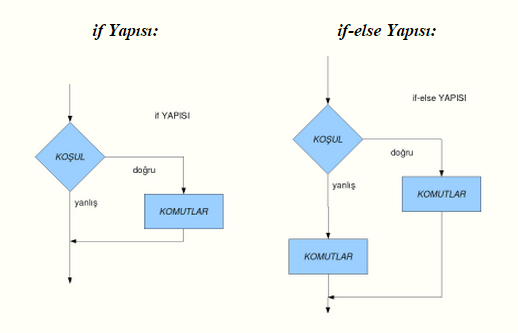 if Yapısı:
if YAPISI
KOŞUL
doğru
yanlış
KOMUTLAR
if-else Yapısı:
if-else YAPISI
KOŞUL
doğru
yanlış
KOMUTLAR
KOMUTLAR